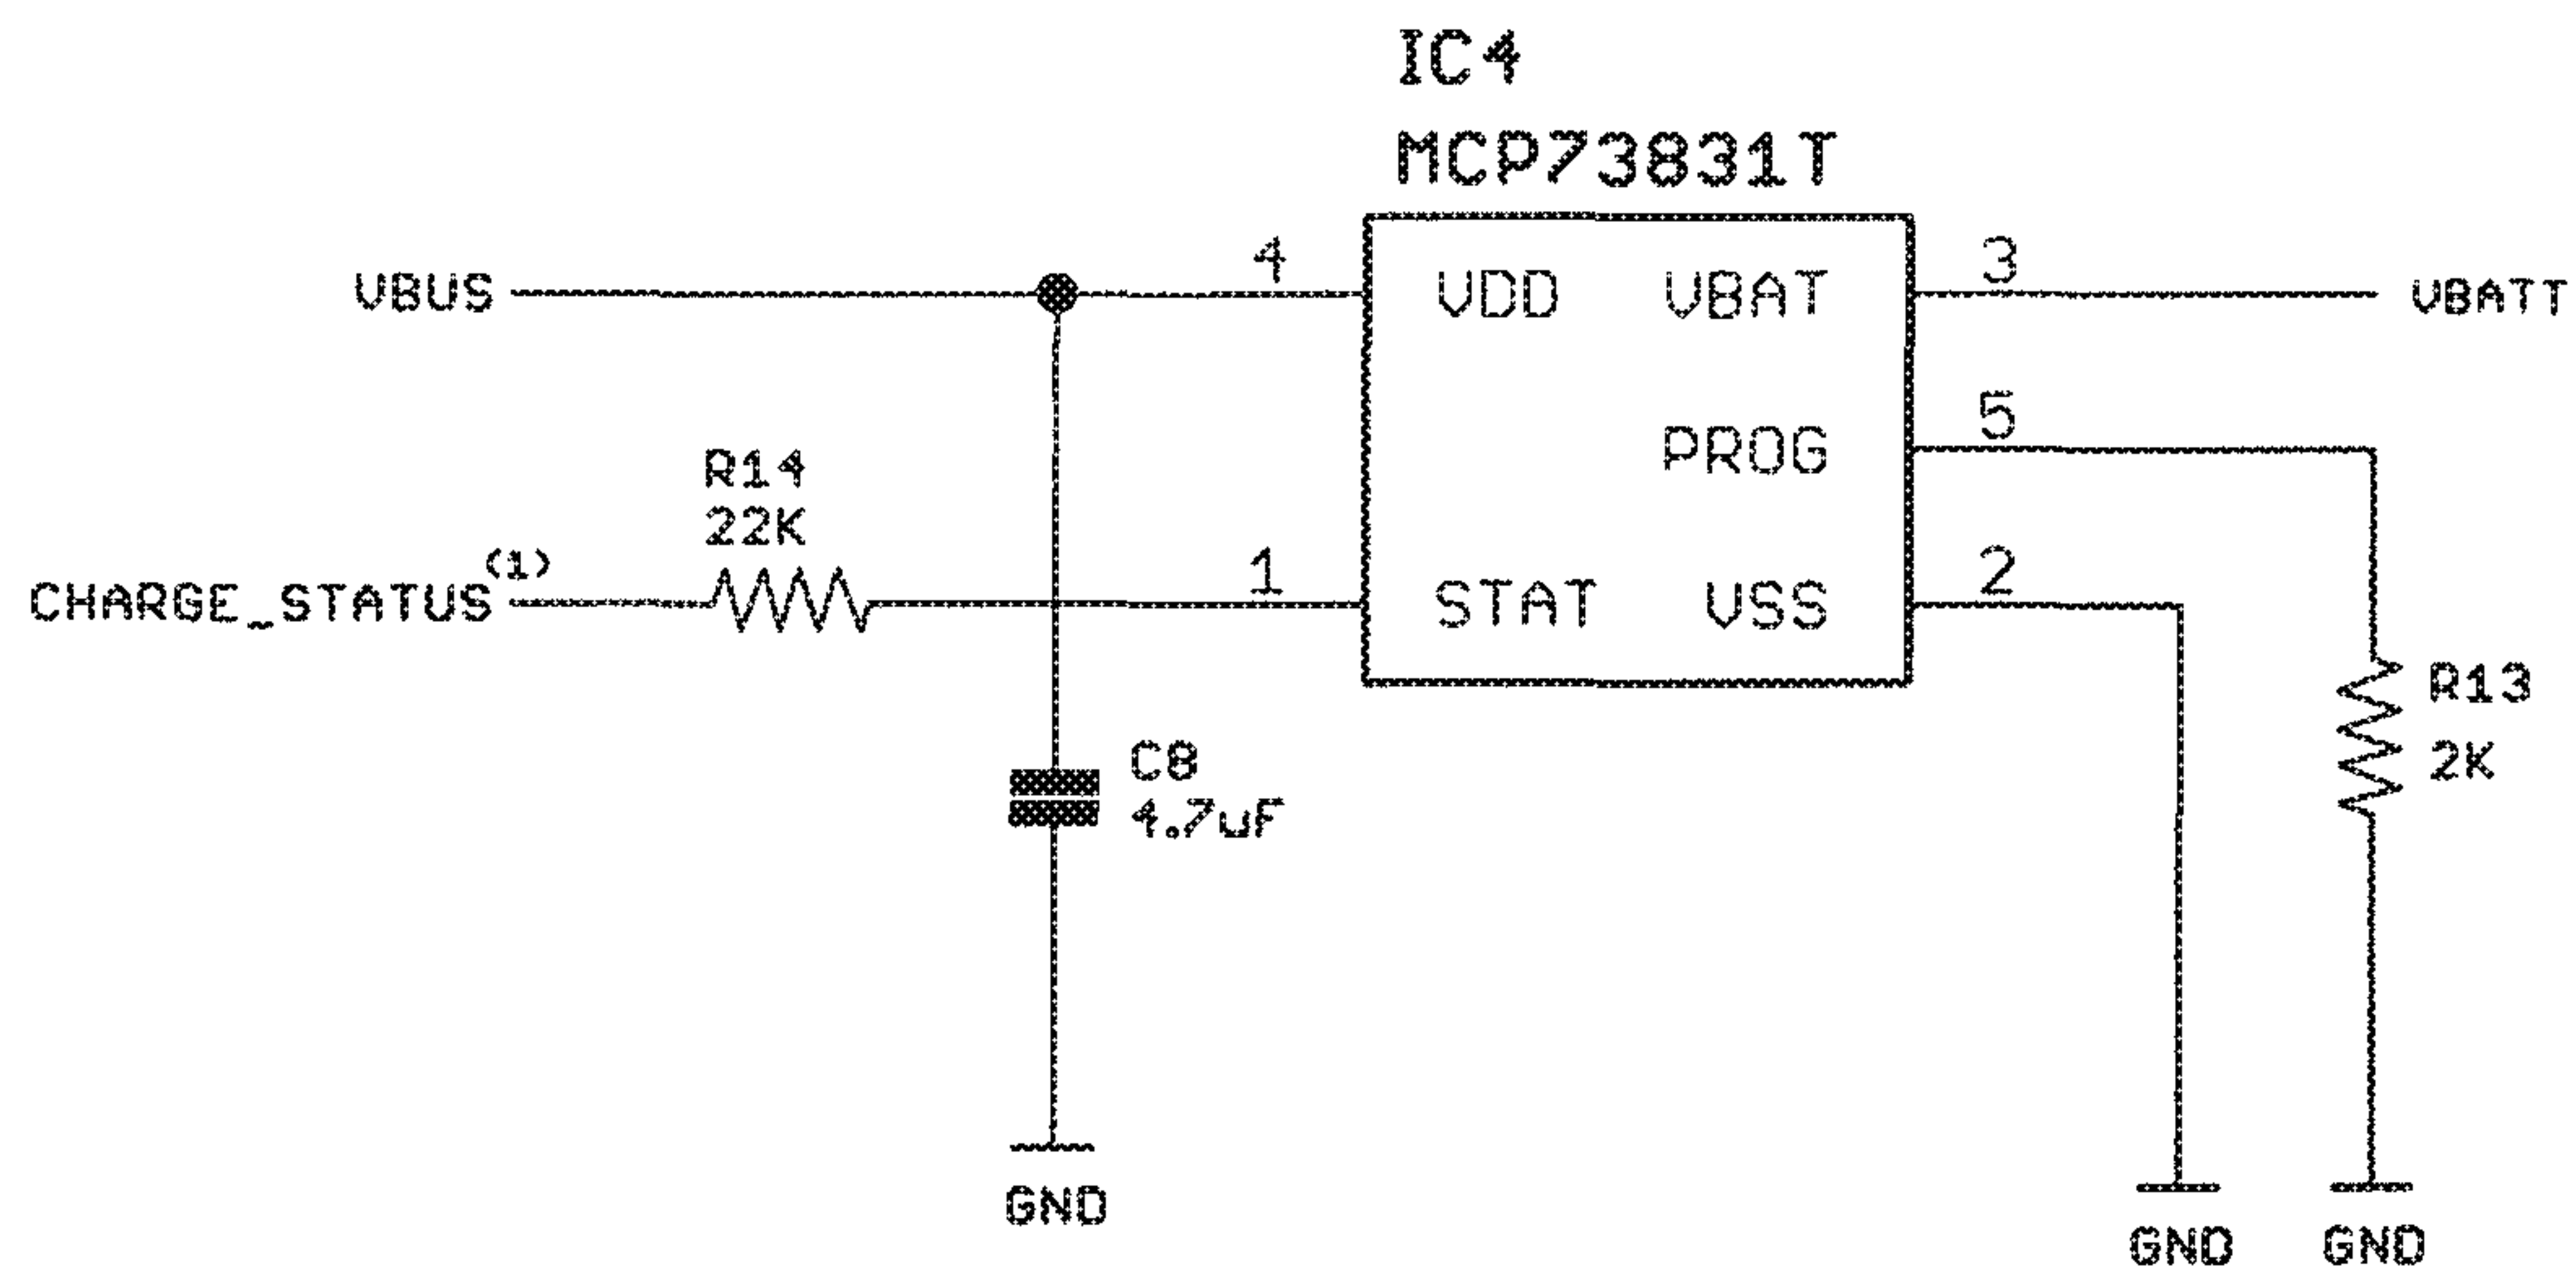 IC4
MCP73831T
VBUS
4
VDD
VBAT
3
VBATT
PROG
5
R14
22K
CHARGE_STATUS(1)
1
STAT
VSS
2
R13
2K
C8
4.7uF
GND
GND
GND